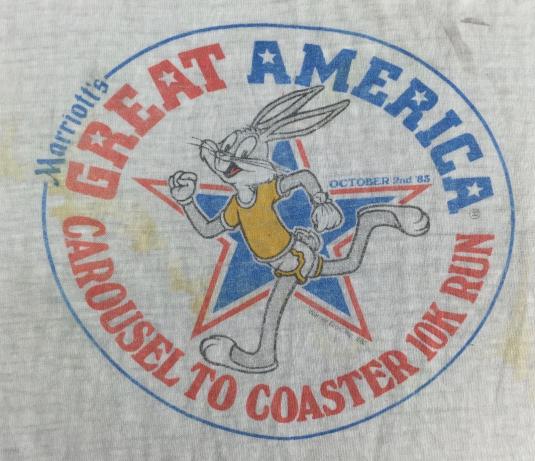 Marriott's
GREAT AMERICA®
OCTOBER 2nd '83
CAROUSEL TO COASTER 10K RUN